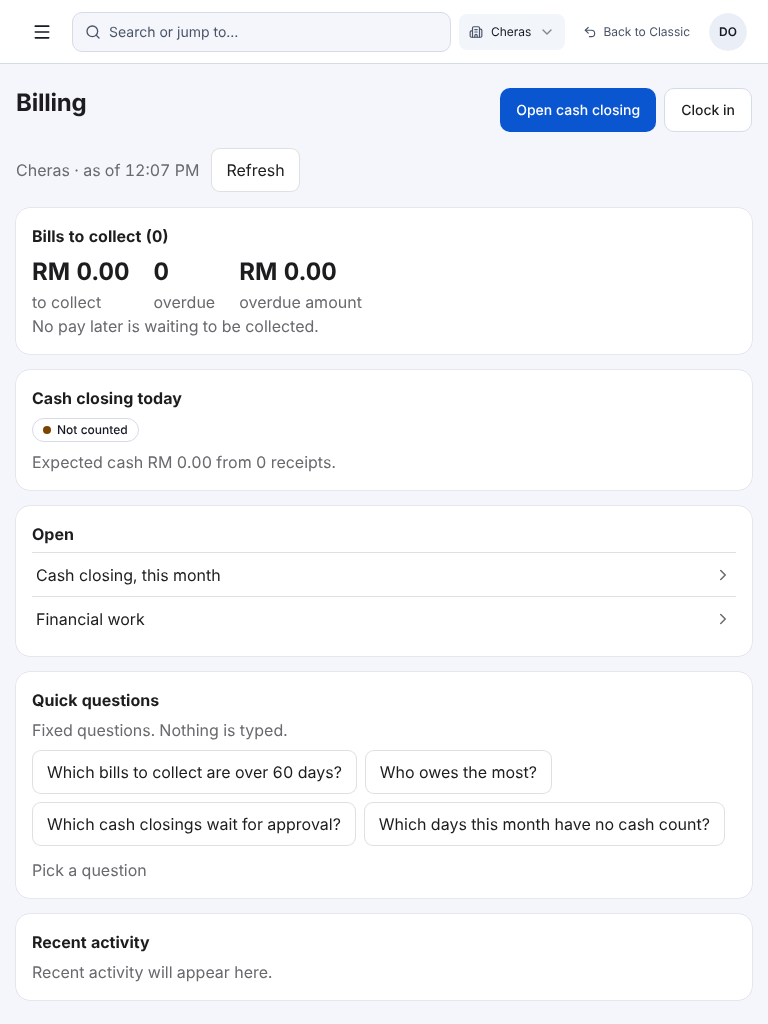 Search or jump to...
Cheras
Back to Classic
DO
Billing
Open cash closing
Clock in
Cheras · as of 12:07 PM
Refresh
Bills to collect (0)
RM 0.00 0 RM 0.00
to collect overdue overdue amount
No pay later is waiting to be collected.
Cash closing today
Not counted
Expected cash RM 0.00 from 0 receipts.
Open
Cash closing, this month
Financial work
Quick questions
Fixed questions. Nothing is typed.
Which bills to collect are over 60 days?
Who owes the most?
Which cash closings wait for approval?
Which days this month have no cash count?
Pick a question
Recent activity
Recent activity will appear here.